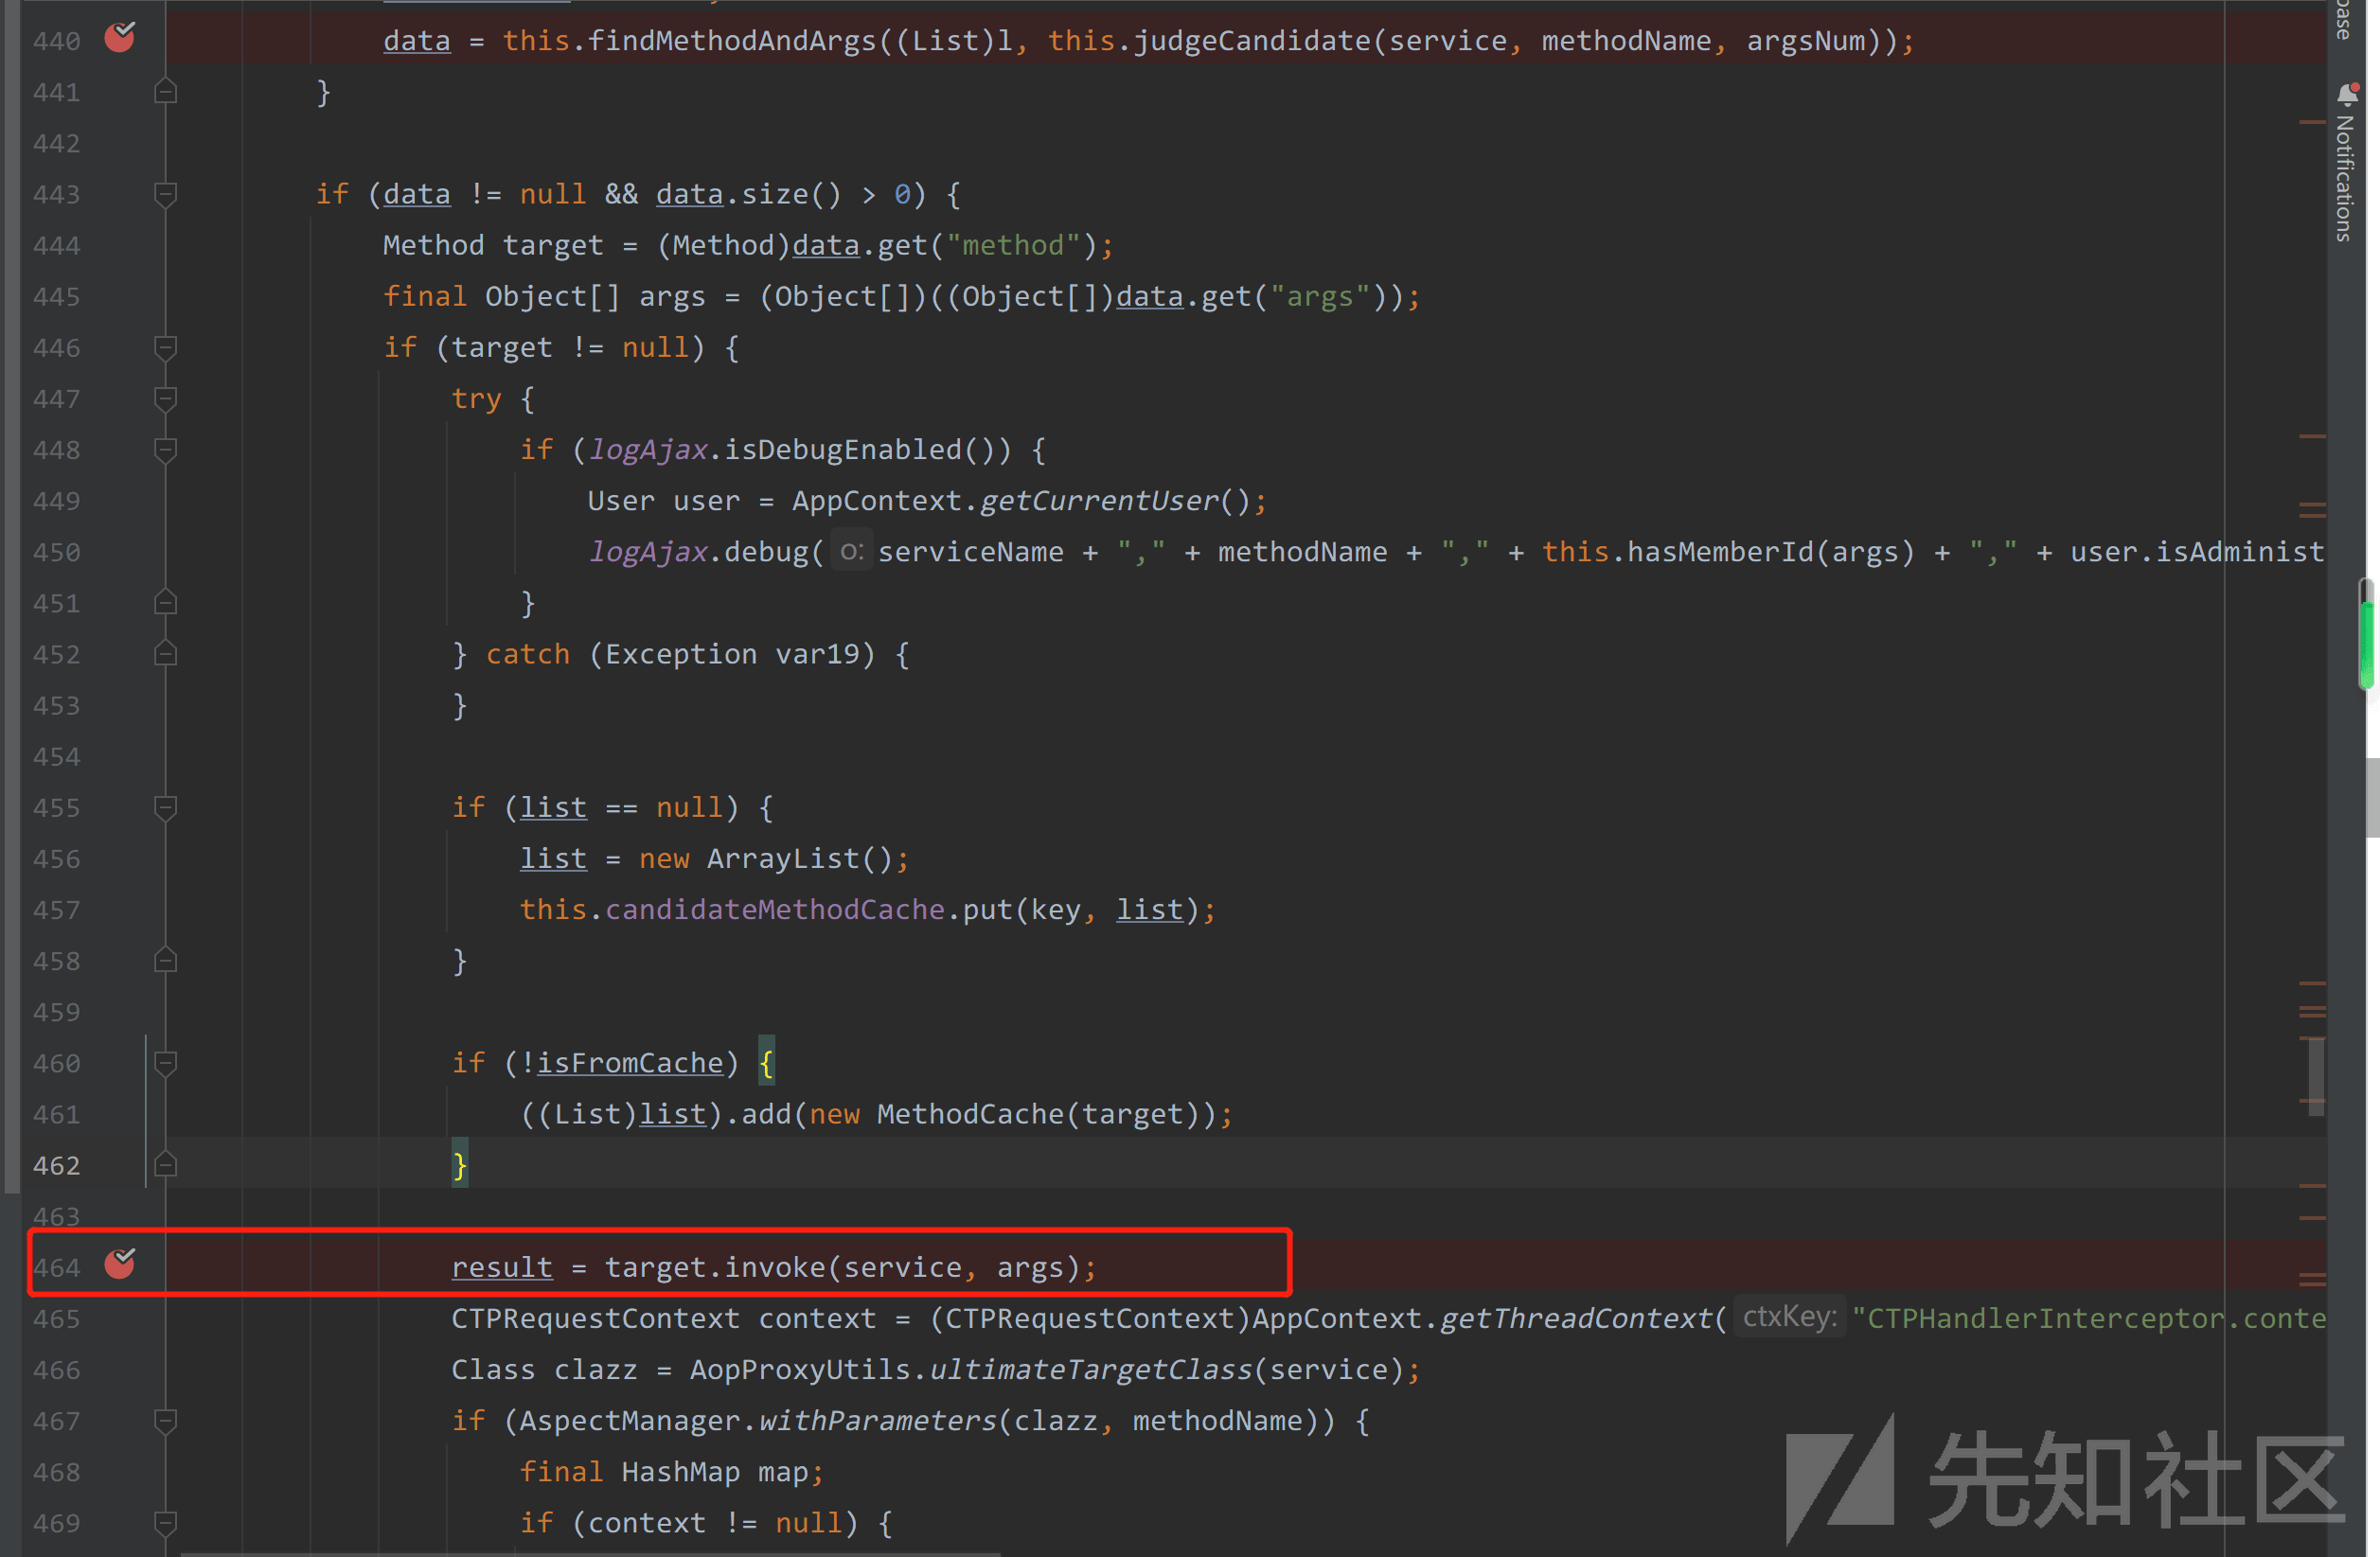 440 data = this.findMethodAndArgs((List)l, this.judgeCandidate(service, methodName, argsNum));
441 }
442
443 if (data != null && data.size() > 0) {
444 Method target = (Method)data.get("method");
445 final Object[] args = (Object[])((Object[])data.get("args"));
446 if (target != null) {
447 try {
448 if (logAjax.isDebugEnabled()) {
449 User user = AppContext.getCurrentUser();
450 logAjax.debug( o: serviceName + "," + methodName + "," + this.hasMemberId(args) + "," + user.isAdminist
451 }
452 } catch (Exception var19) {
453 }
454
455 if (list == null) {
456 list = new ArrayList();
457 this.candidateMethodCache.put(key, list);
458 }
459
460 if (!isFromCache) {
461 ((List)list).add(new MethodCache(target));
462 }
463
464 result = target.invoke(service, args);
465 CTPRequestContext context = (CTPRequestContext)AppContext.getThreadContext( ctxKey: "CTPHandlerInterceptor.conte
466 Class clazz = AopProxyUtils.ultimateTargetClass(service);
467 if (AspectManager.withParameters(clazz, methodName)) {
468 final HashMap map;
469 if (context != null) {
base
Notifications
先知社区